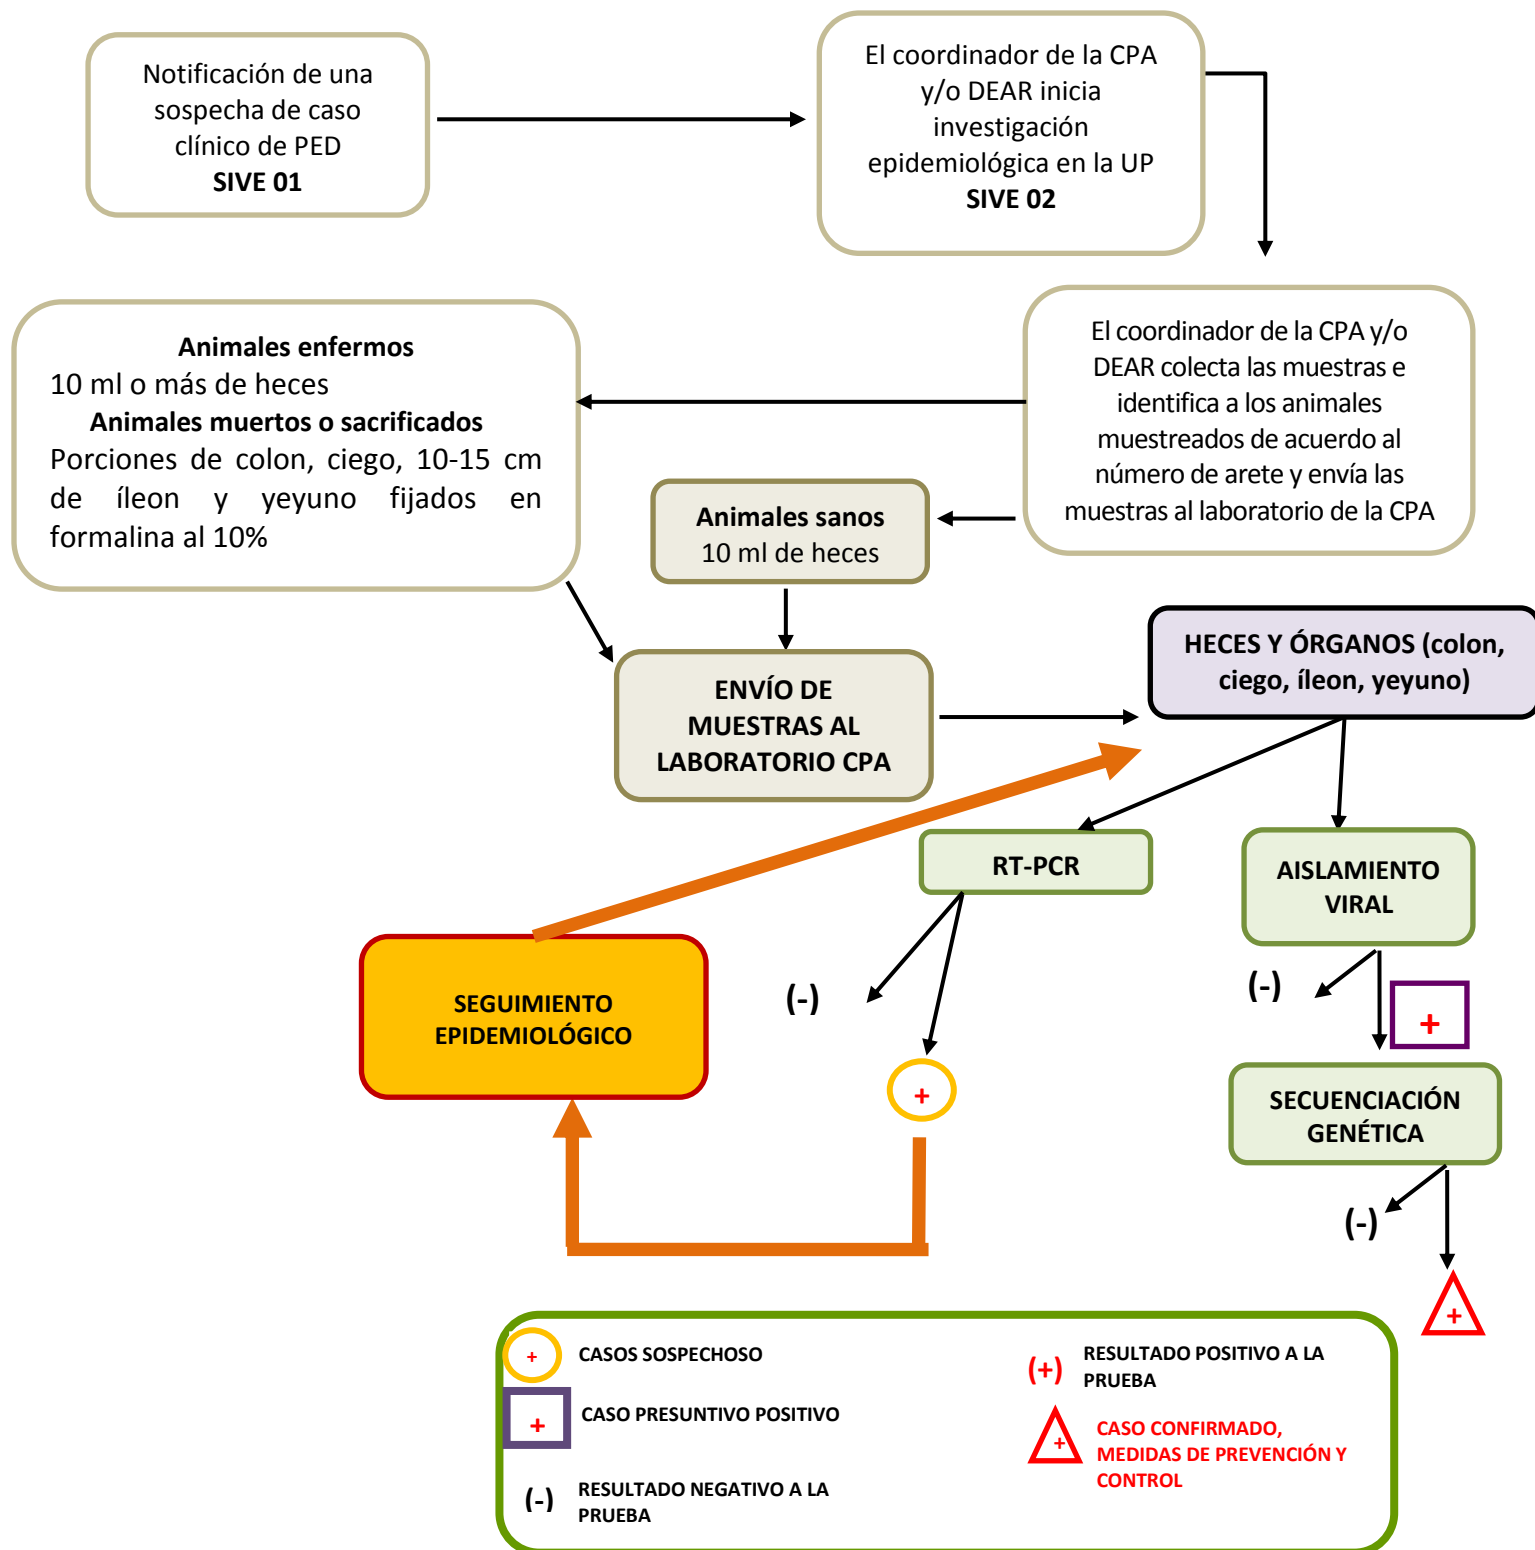 Notificación de una
sospecha de caso
clínico de PED
SIVE 01
El coordinador de la CPA
y/o DEAR inicia
investigación
epidemiológica en la UP
SIVE 02
Animales enfermos
10 ml o más de heces
Animales muertos o sacrificados
Porciones de colon, ciego, 10-15 cm
de íleon y yeyuno fijados en
formalina al 10%
El coordinador de la CPA y/o
DEAR colecta las muestras e
identifica a los animales
muestreados de acuerdo al
número de arete y envía las
muestras al laboratorio de la CPA
Animales sanos
10 ml de heces
ENVÍO DE
MUESTRAS AL
LABORATORIO CPA
HECES Y ÓRGANOS (colon,
ciego, íleon, yeyuno)
RT-PCR
AISLAMIENTO
VIRAL
SEGUIMIENTO
EPIDEMIOLÓGICO
(-)
+
(-)
+
SECUENCIACIÓN
GENÉTICA
(-)
+
+ CASOS SOSPECHOSO
+ CASO PRESUNTIVO POSITIVO
(-) RESULTADO NEGATIVO A LA
PRUEBA
(+) RESULTADO POSITIVO A LA
PRUEBA
+ CASO CONFIRMADO,
MEDIDAS DE PREVENCIÓN Y
CONTROL